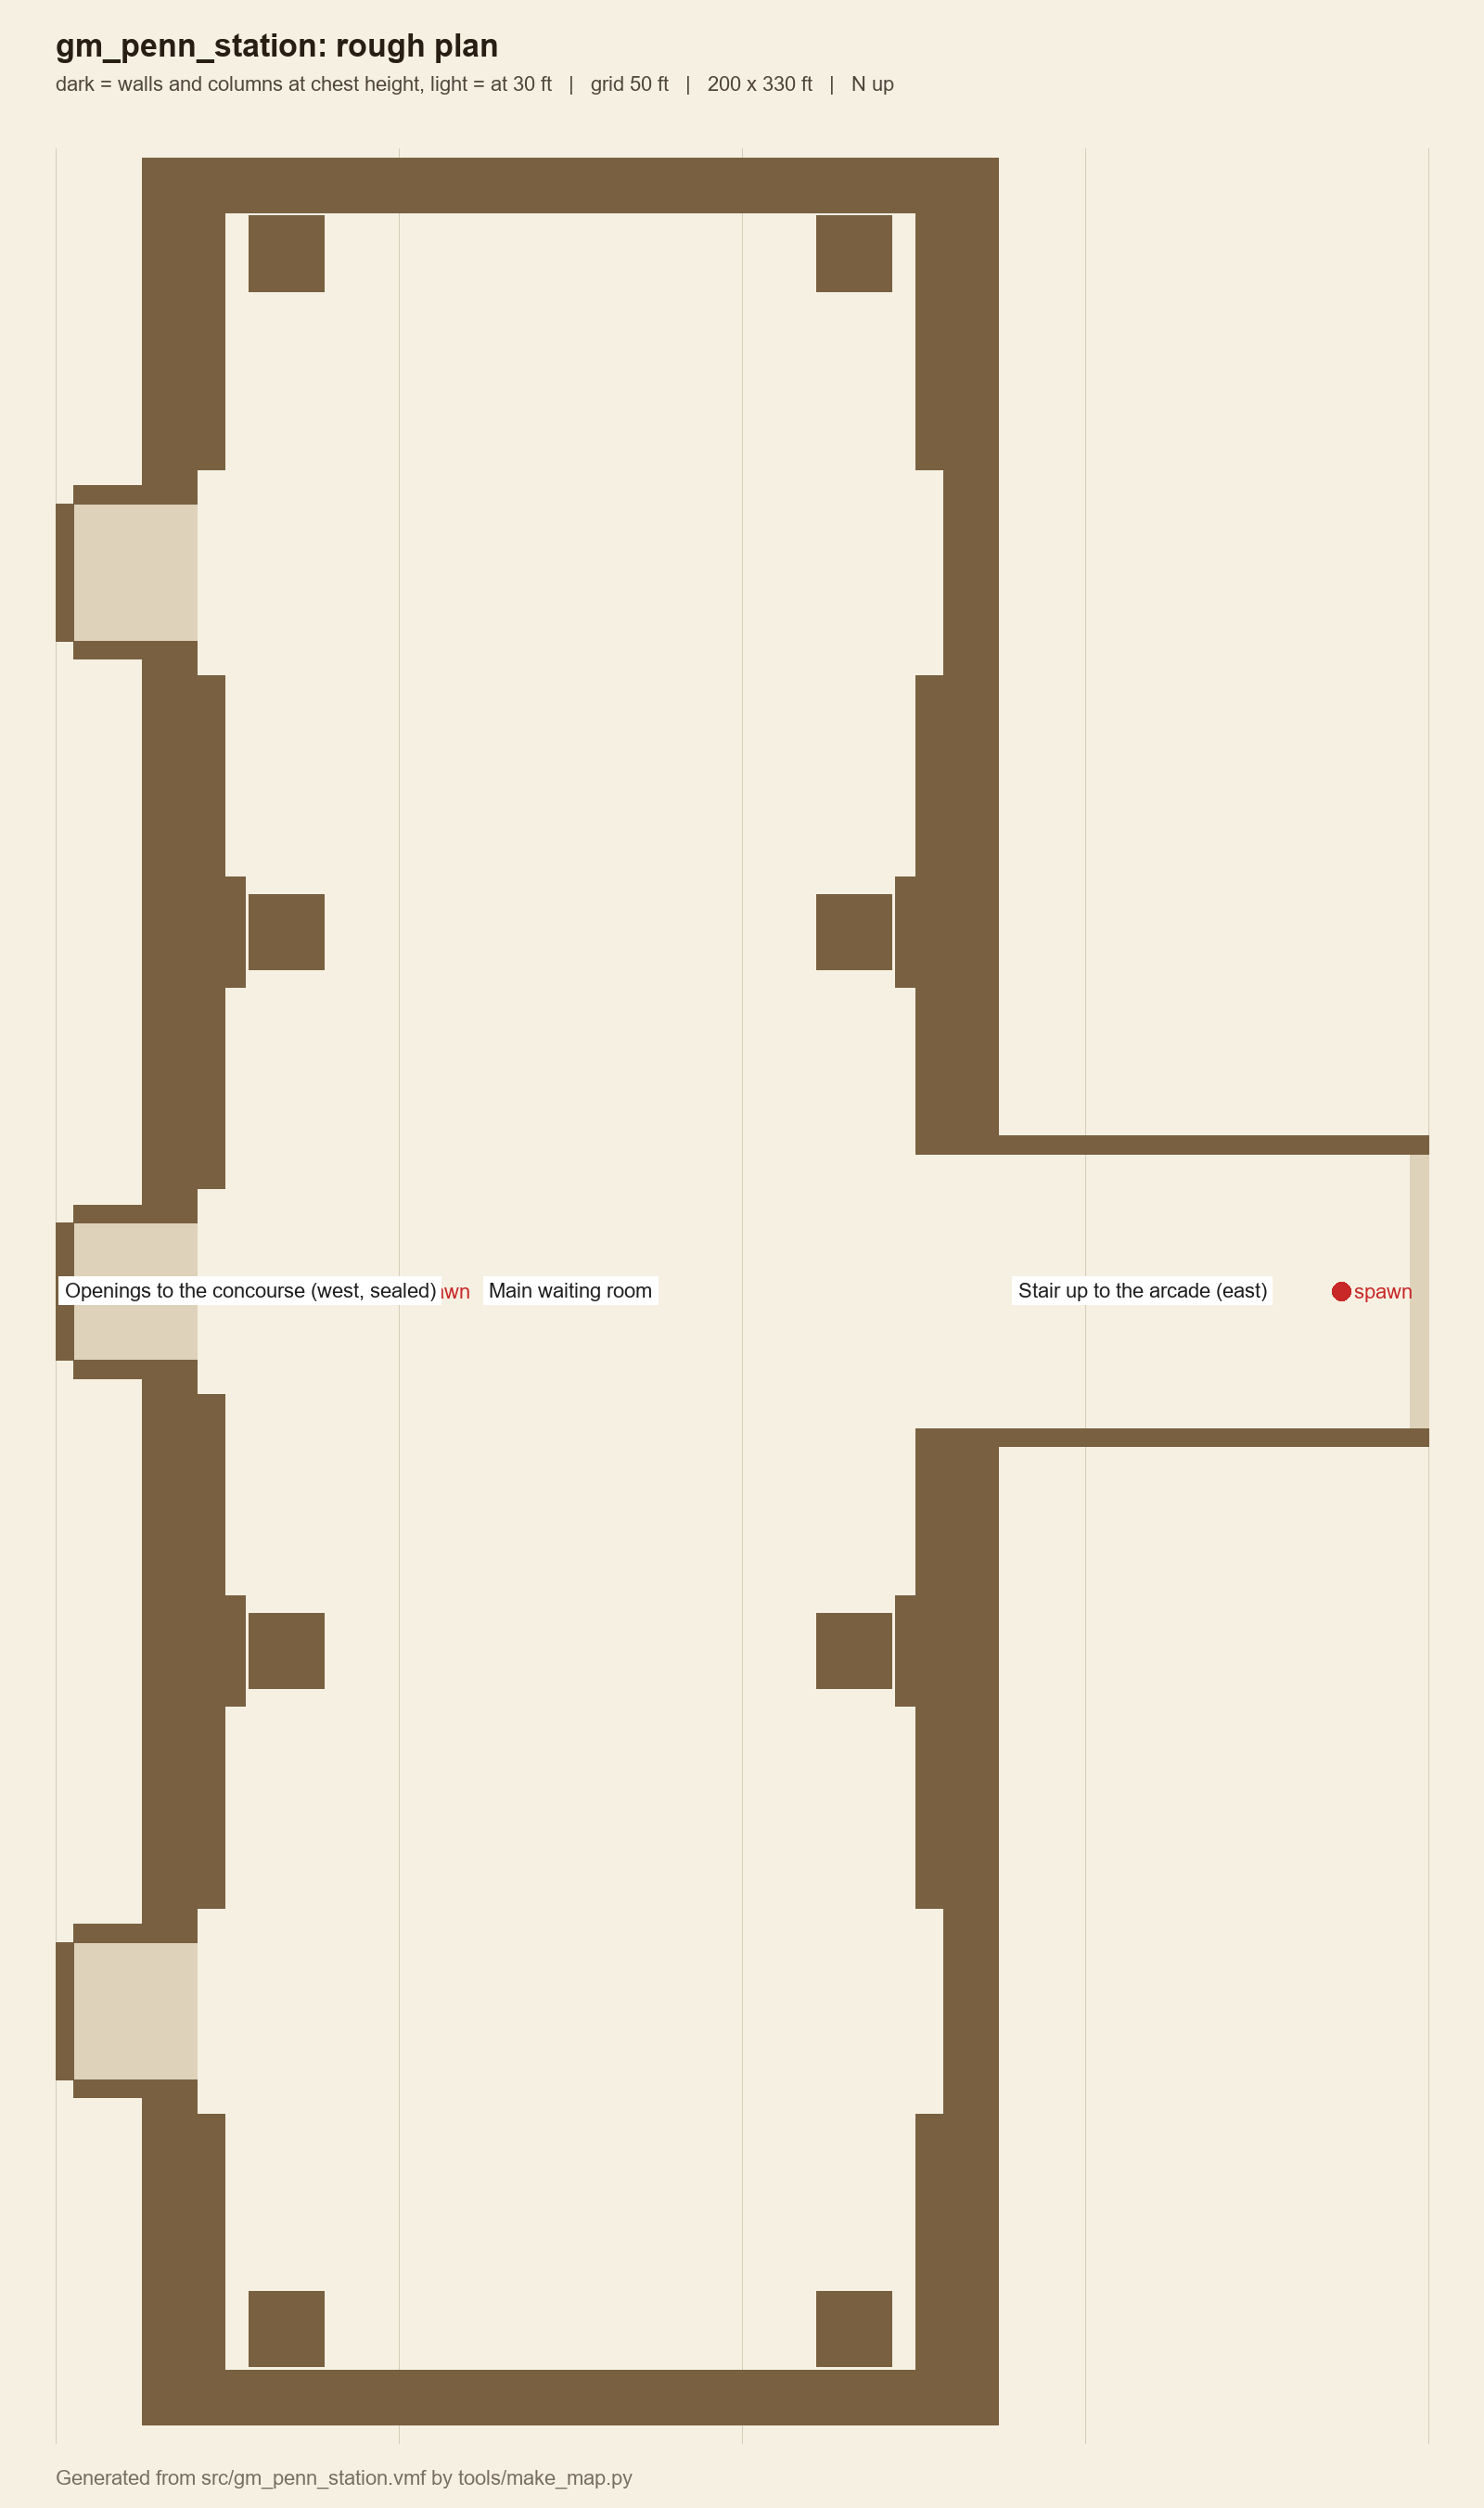 gm_penn_station: rough plan
dark = walls and columns at chest height, light = at 30 ft | grid 50 ft | 200 x 330 ft | N up
Openings to the concourse (west, sealed)
Main waiting room
Stair up to the arcade (east)
spawn
Generated from src/gm_penn_station.vmf by tools/make_map.py